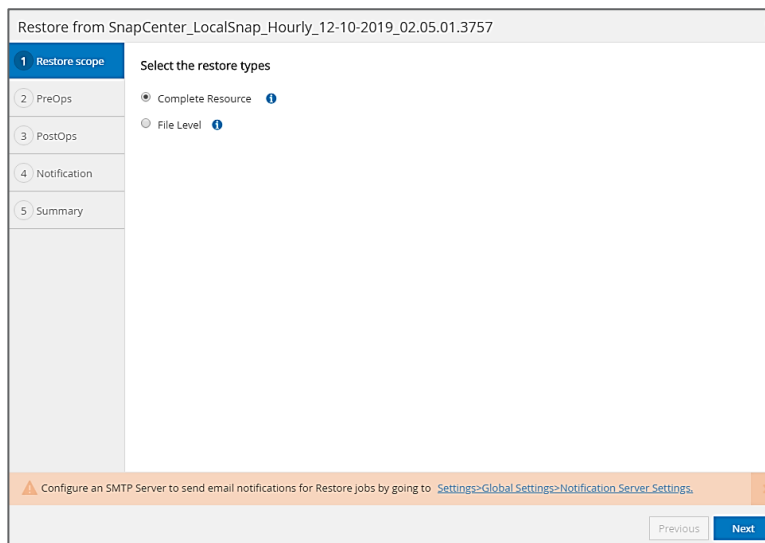 Restore from SnapCenter_LocalSnap_Hourly_12-10-2019_02.05.01.3757
1 Restore scope
2 PreOps
3 PostOps
4 Notification
5 Summary
Select the restore types
Complete Resource
File Level
Configure an SMTP Server to send email notifications for Restore jobs by going to Settings>Global Settings>Notification Server Settings.
Previous
Next